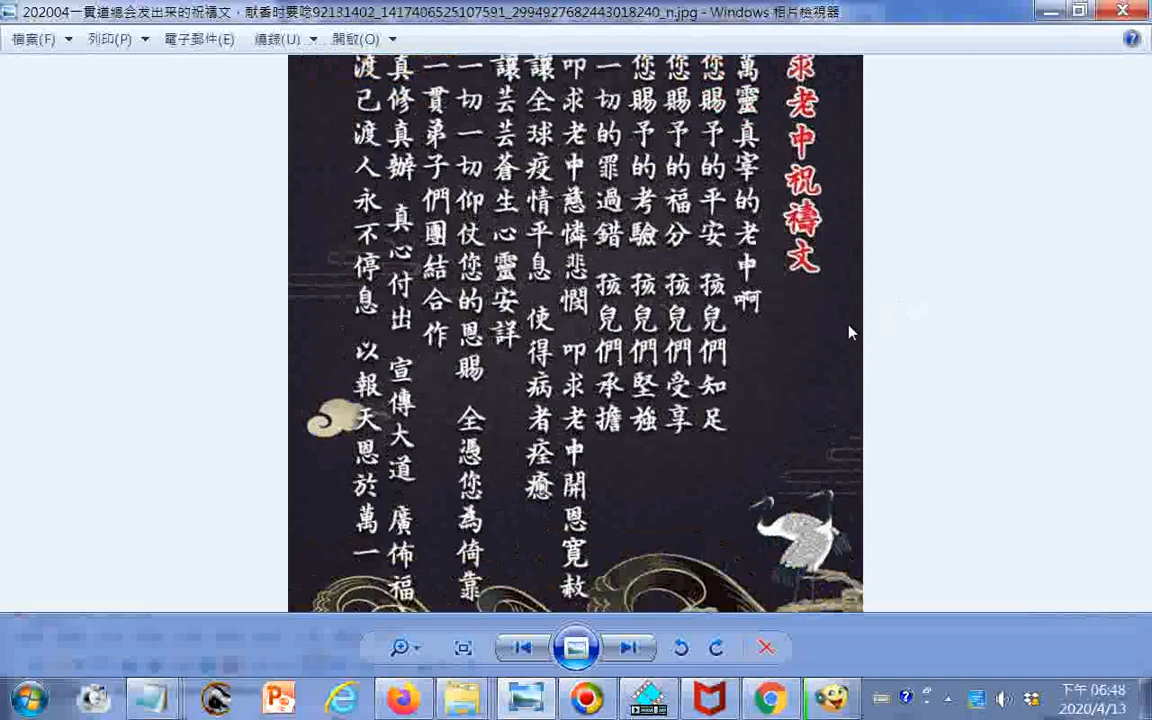 202004一貫道總会发出来的祝禱文，献香时要唸92131402_1417406525107591_2994927682443018240_n.jpg - Windows 相片檢視器
檔案(F) 列印(P) 電子郵件(E) 燒錄(U) 開啟(O)
求老中祝禱文
萬靈真宰的老中啊
您賜予的平安 孩兒們知足
您賜予的福分 孩兒們受享
您賜予的考驗 孩兒們堅強
一切的罪過錯 孩兒們承擔
叩求老中慈憐悲憫 叩求老中開恩寬赦
讓全球疫情平息 使得病者痊癒
讓芸芸蒼生心靈安詳
一切一切仰仗您的恩賜 全憑您為倚靠
一貫弟子們團結合作
真修真辦 真心付出 宣傳大道 廣佈福
渡己渡人永不停息 以報天恩於萬一
下午 06:48
2020/4/13